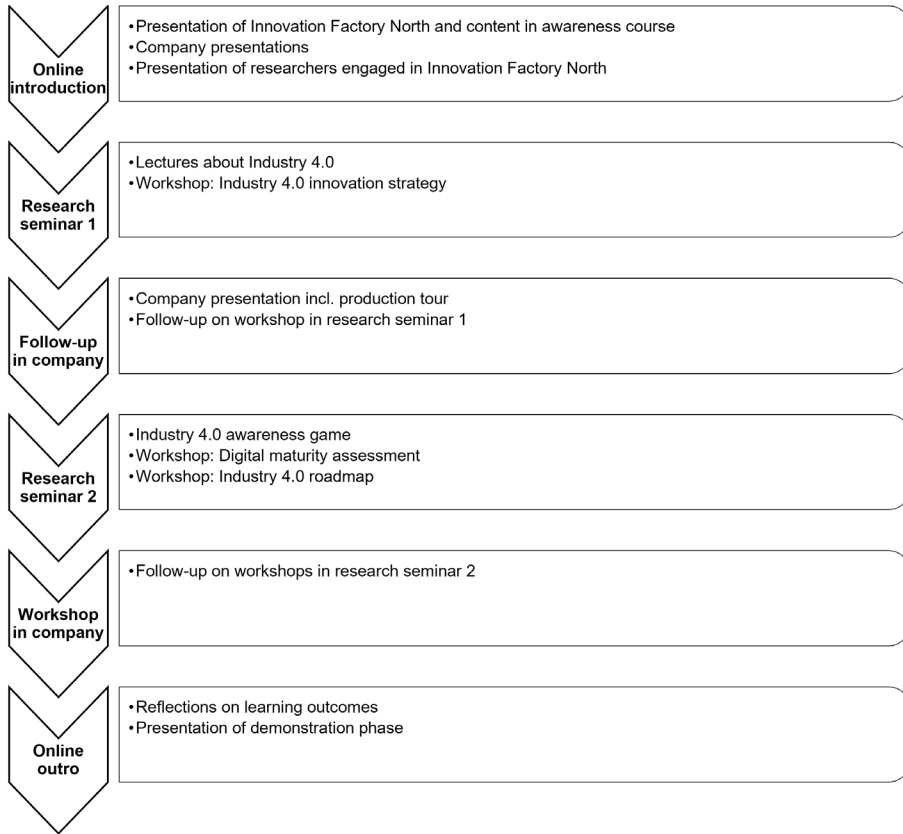 Online
introduction
•Presentation of Innovation Factory North and content in awareness course
•Company presentations
•Presentation of researchers engaged in Innovation Factory North
Research
seminar 1
•Lectures about Industry 4.0
•Workshop: Industry 4.0 innovation strategy
Follow-up
in company
•Company presentation incl. production tour
•Follow-up on workshop in research seminar 1
Research
seminar 2
•Industry 4.0 awareness game
•Workshop: Digital maturity assessment
•Workshop: Industry 4.0 roadmap
Workshop
in company
•Follow-up on workshops in research seminar 2
Online
outro
•Reflections on learning outcomes
•Presentation of demonstration phase